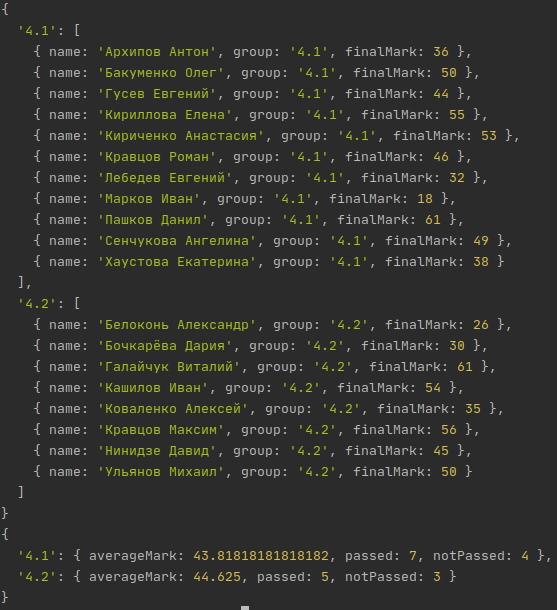 {
  '4.1': [
    { name: 'Архипов Антон', group: '4.1', finalMark: 36 },
    { name: 'Бакуменко Олег', group: '4.1', finalMark: 50 },
    { name: 'Гусев Евгений', group: '4.1', finalMark: 44 },
    { name: 'Кириллова Елена', group: '4.1', finalMark: 55 },
    { name: 'Кириченко Анастасия', group: '4.1', finalMark: 53 },
    { name: 'Кравцов Роман', group: '4.1', finalMark: 46 },
    { name: 'Лебедев Евгений', group: '4.1', finalMark: 32 },
    { name: 'Марков Иван', group: '4.1', finalMark: 18 },
    { name: 'Пашков Данил', group: '4.1', finalMark: 61 },
    { name: 'Сенчукова Ангелина', group: '4.1', finalMark: 49 },
    { name: 'Хаустова Екатерина', group: '4.1', finalMark: 38 }
  ],
  '4.2': [
    { name: 'Белоконь Александр', group: '4.2', finalMark: 26 },
    { name: 'Бочкарёва Дария', group: '4.2', finalMark: 30 },
    { name: 'Галайчук Виталий', group: '4.2', finalMark: 61 },
    { name: 'Кашилов Иван', group: '4.2', finalMark: 54 },
    { name: 'Коваленко Алексей', group: '4.2', finalMark: 35 },
    { name: 'Кравцов Максим', group: '4.2', finalMark: 56 },
    { name: 'Нинидзе Давид', group: '4.2', finalMark: 45 },
    { name: 'Ульянов Михаил', group: '4.2', finalMark: 50 }
  ]
}
{
  '4.1': { averageMark: 43.81818181818182, passed: 7, notPassed: 4 },
  '4.2': { averageMark: 44.625, passed: 5, notPassed: 3 }
}